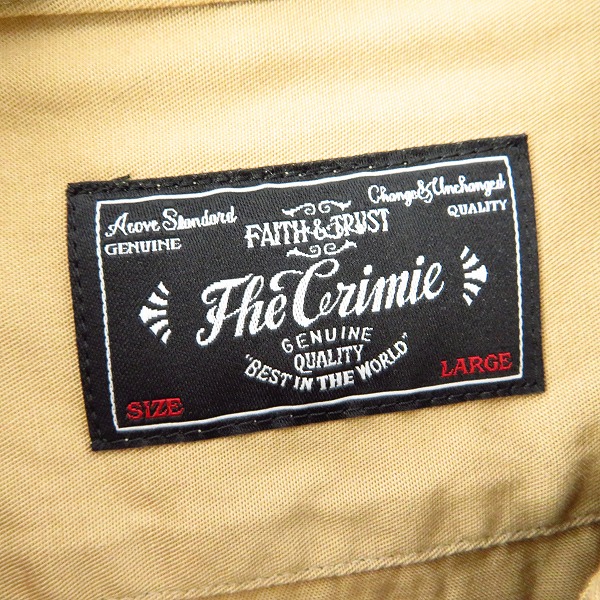 Acove Standard
GENUINE
FAITH & TRUST
Change & Unchanged
QUALITY
The Crimie
GENUINE
QUALITY
"BEST IN THE WORLD"
SIZE
LARGE